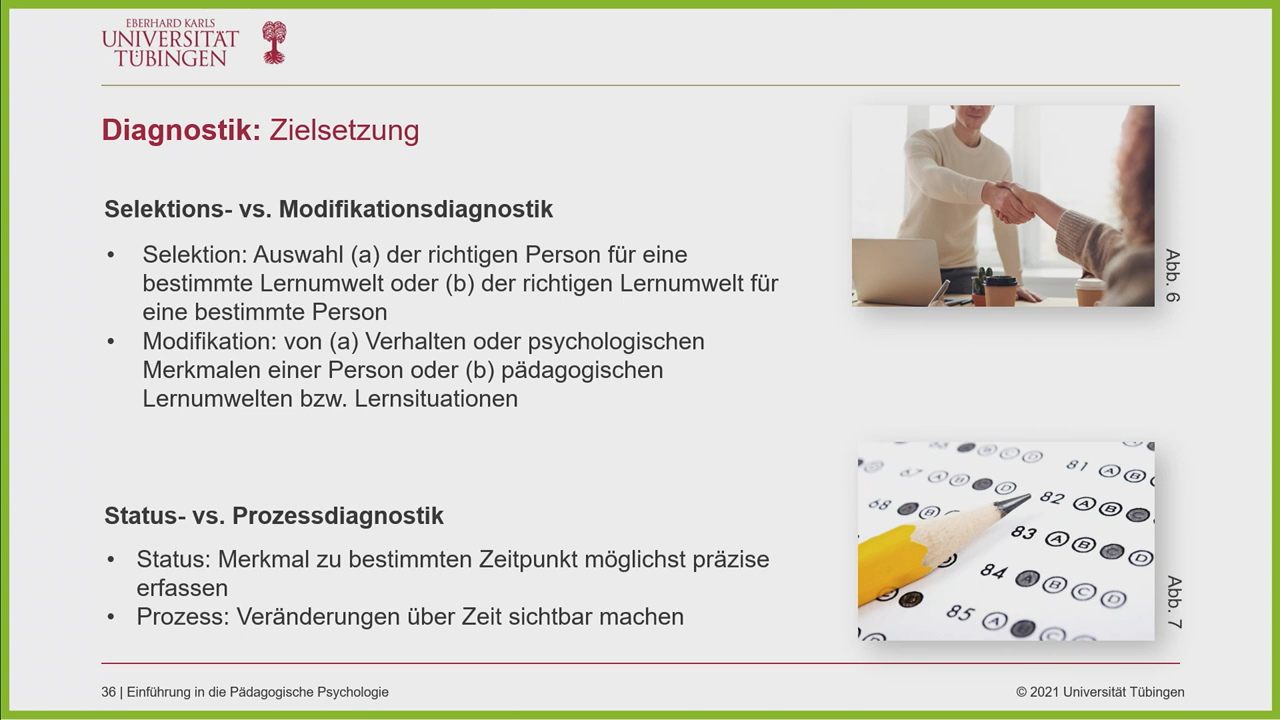 EBERHARD KARLS
UNIVERSITÄT
TÜBINGEN
Diagnostik: Zielsetzung
Selektions- vs. Modifikationsdiagnostik
• Selektion: Auswahl (a) der richtigen Person für eine
bestimmte Lernumwelt oder (b) der richtigen Lernumwelt für
eine bestimmte Person
• Modifikation: von (a) Verhalten oder psychologischen
Merkmalen einer Person oder (b) pädagogischen
Lernumwelten bzw. Lernsituationen
Abb. 6
Status- vs. Prozessdiagnostik
• Status: Merkmal zu bestimmten Zeitpunkt möglichst präzise
erfassen
• Prozess: Veränderungen über Zeit sichtbar machen
81 A B
67 A B D
82 A B C
68 B
83 A B C D
84 A B C D
85 A B C
Abb. 7
36 | Einführung in die Pädagogische Psychologie
© 2021 Universität Tübingen